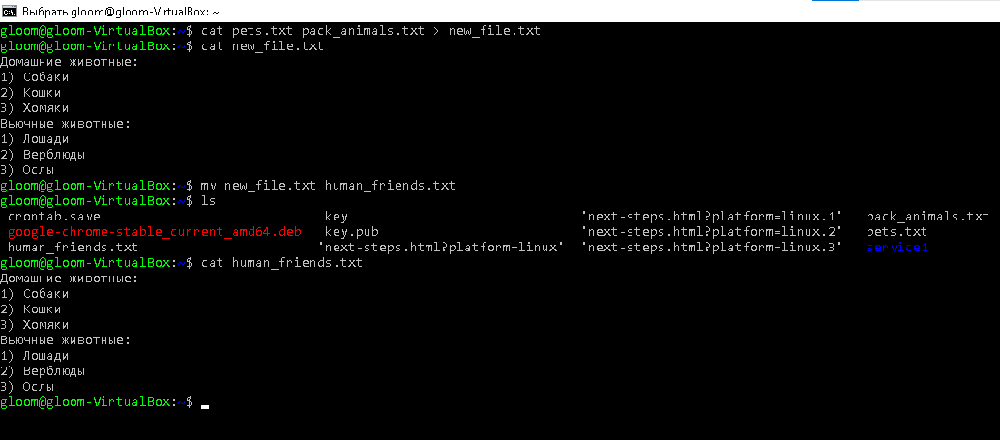 Выбрать gloom@gloom-VirtualBox: ~
gloom@gloom-VirtualBox:~$ cat pets.txt pack_animals.txt > new_file.txt
gloom@gloom-VirtualBox:~$ cat new_file.txt
Домашние животные:
1) Собаки
2) Кошки
3) Хомяки
Вьючные животные:
1) Лошади
2) Верблюды
3) Ослы
gloom@gloom-VirtualBox:~$ mv new_file.txt human_friends.txt
gloom@gloom-VirtualBox:~$ ls
crontab.save key 'next-steps.html?platform=linux.1' pack_animals.txt
google-chrome-stable_current_amd64.deb key.pub 'next-steps.html?platform=linux.2' pets.txt
human_friends.txt 'next-steps.html?platform=linux' 'next-steps.html?platform=linux.3' service1
gloom@gloom-VirtualBox:~$ cat human_friends.txt
Домашние животные:
1) Собаки
2) Кошки
3) Хомяки
Вьючные животные:
1) Лошади
2) Верблюды
3) Ослы
gloom@gloom-VirtualBox:~$